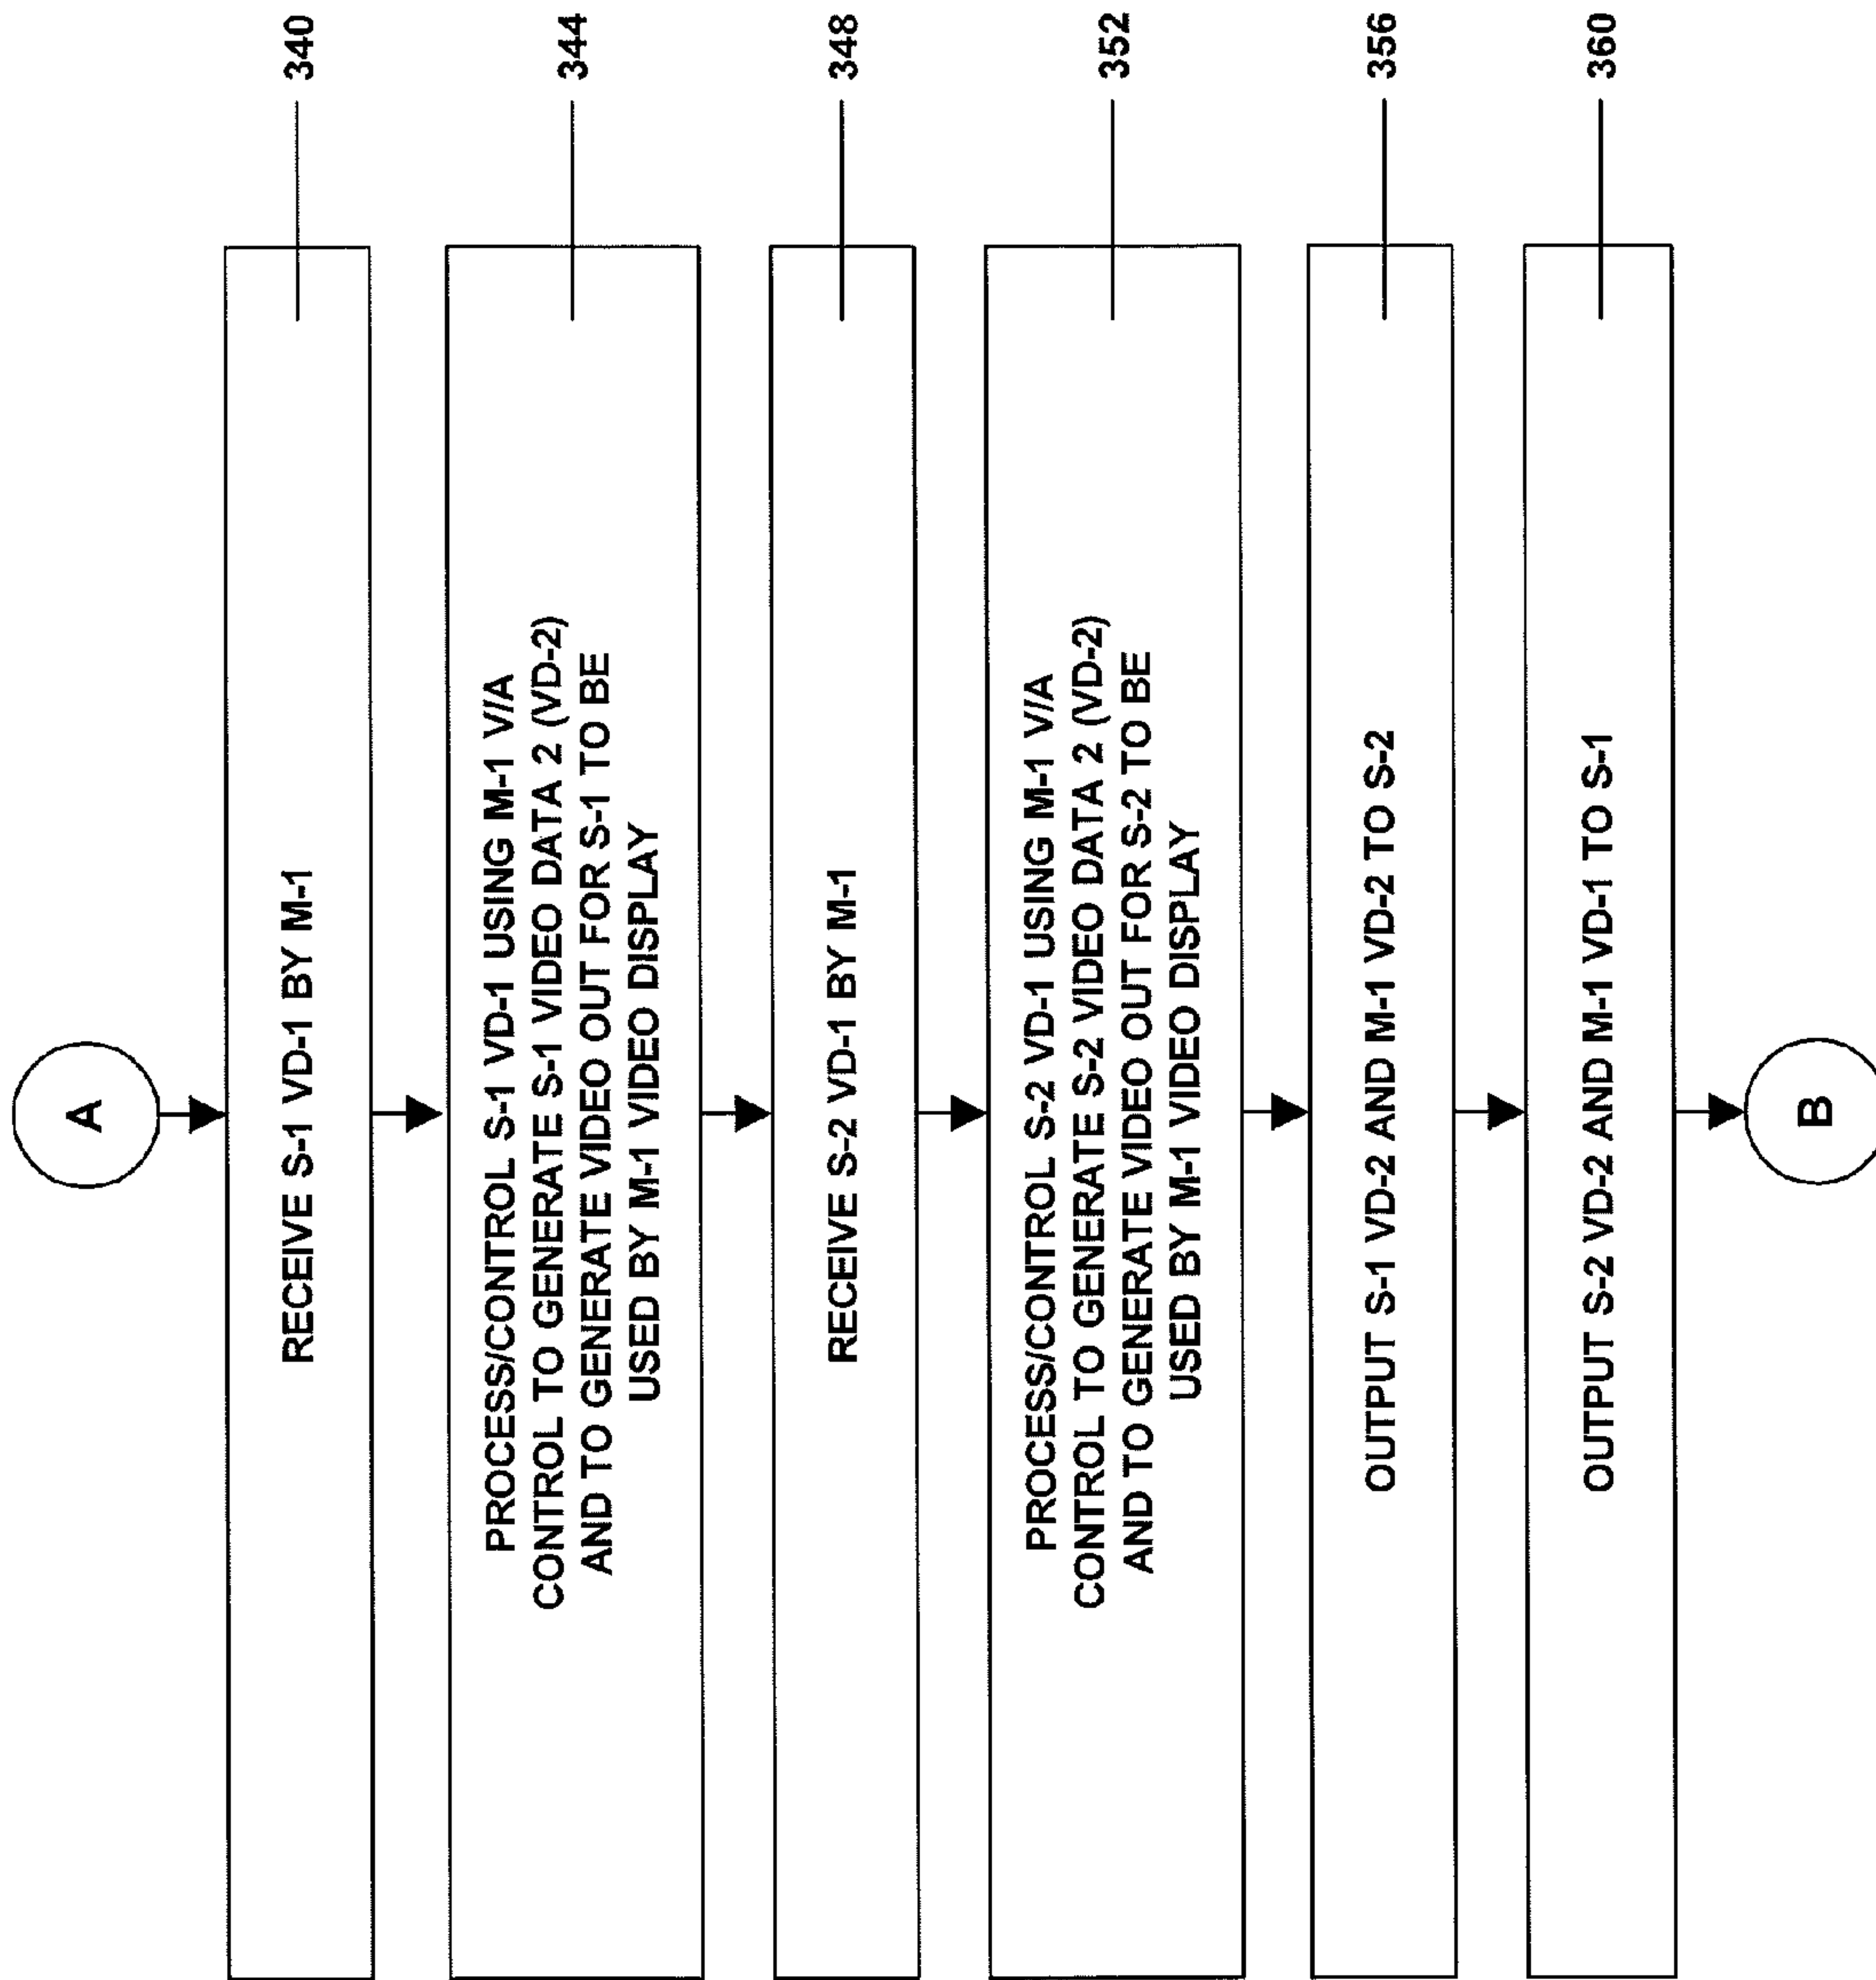 A
RECEIVE S-1 VD-1 BY M-1
340
PROCESS/CONTROL S-1 VD-1 USING M-1 V/A
CONTROL TO GENERATE S-1 VIDEO DATA 2 (VD-2)
AND TO GENERATE VIDEO OUT FOR S-1 TO BE
USED BY M-1 VIDEO DISPLAY
344
RECEIVE S-2 VD-1 BY M-1
348
PROCESS/CONTROL S-2 VD-1 USING M-1 V/A
CONTROL TO GENERATE S-2 VIDEO DATA 2 (VD-2)
AND TO GENERATE VIDEO OUT FOR S-2 TO BE
USED BY M-1 VIDEO DISPLAY
352
OUTPUT S-1 VD-2 AND M-1 VD-2 TO S-2
356
OUTPUT S-2 VD-2 AND M-1 VD-1 TO S-1
360
B